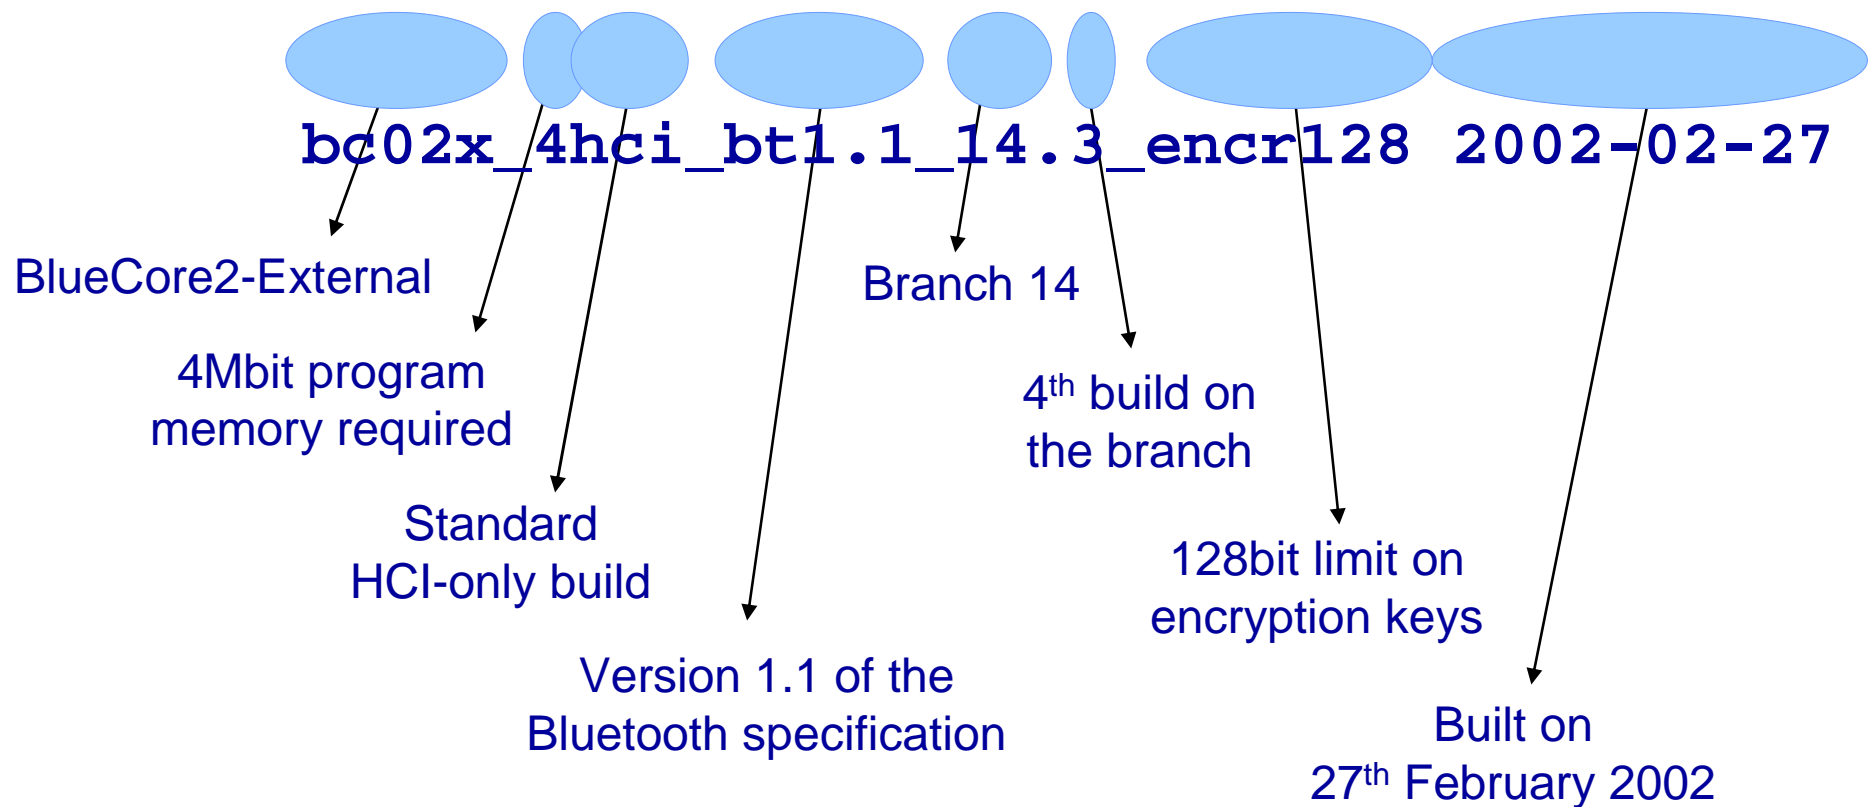 bc02x_4hci_bt1.1_14.3_encr128 2002-02-27
BlueCore2-External
Branch 14
4Mbit program
memory required
4th build on
the branch
Standard
HCI-only build
128bit limit on
encryption keys
Version 1.1 of the
Bluetooth specification
Built on
27th February 2002